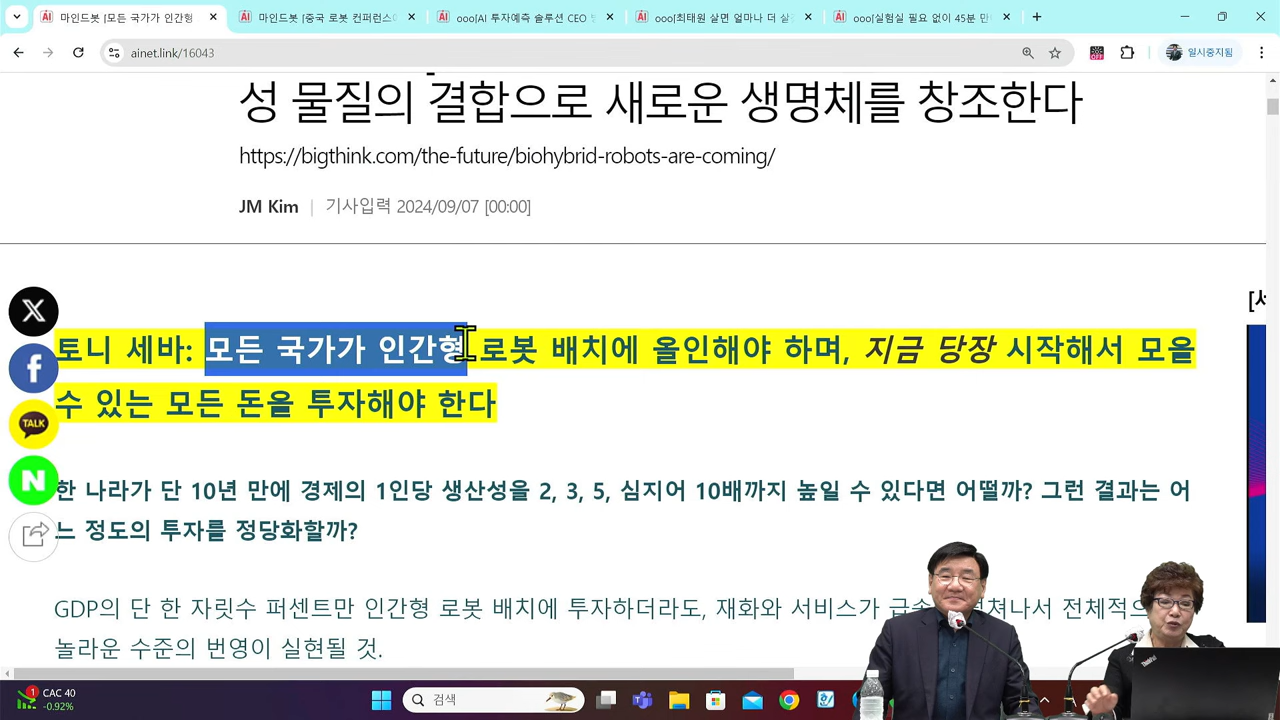 마인드봇 [모든 국가가 인간형
마인드봇 [중국 로봇 컨퍼런스에
ooo[AI 투자예측 솔루션 CEO
ooo[최태원 살면 얼마나 더 살
ooo[실험실 필요 없이 45분 만
ainet.link/16043
OFF
일시중지됨
성 물질의 결합으로 새로운 생명체를 창조한다
https://bigthink.com/the-future/biohybrid-robots-are-coming/
JM Kim | 기사입력 2024/09/07 [00:00]
토니 세바: 모든 국가가 인간형 로봇 배치에 올인해야 하며, 지금 당장 시작해서 모을
수 있는 모든 돈을 투자해야 한다
한 나라가 단 10년 만에 경제의 1인당 생산성을 2, 3, 5, 심지어 10배까지 높일 수 있다면 어떨까? 그런 결과는 어
느 정도의 투자를 정당화할까?
GDP의 단 한 자릿수 퍼센트만 인간형 로봇 배치에 투자하더라도, 재화와 서비스가 전체적으
놀라운 수준의 번영이 실현될 것.
X
f
TALK
N
1
CAC 40
-0.92%
검색
ThinkPad